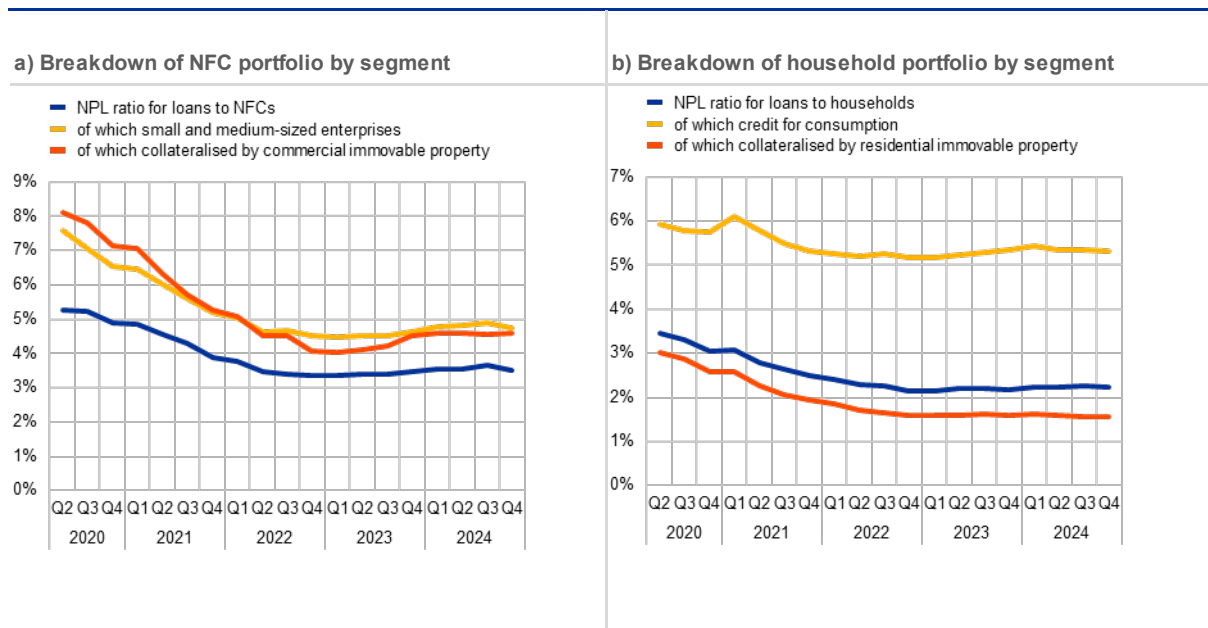 a) Breakdown of NFC portfolio by segment
NPL ratio for loans to NFCs
of which small and medium-sized enterprises
of which collateralised by commercial immovable property
9%
8%
7%
6%
5%
4%
3%
2%
1%
0%
Q2 Q3 Q4 Q1 Q2 Q3 Q4 Q1 Q2 Q3 Q4 Q1 Q2 Q3 Q4 Q1 Q2 Q3 Q4
2020 2021 2022 2023 2024
b) Breakdown of household portfolio by segment
NPL ratio for loans to households
of which credit for consumption
of which collateralised by residential immovable property
7%
6%
5%
4%
3%
2%
1%
0%
Q2 Q3 Q4 Q1 Q2 Q3 Q4 Q1 Q2 Q3 Q4 Q1 Q2 Q3 Q4 Q1 Q2 Q3 Q4
2020 2021 2022 2023 2024